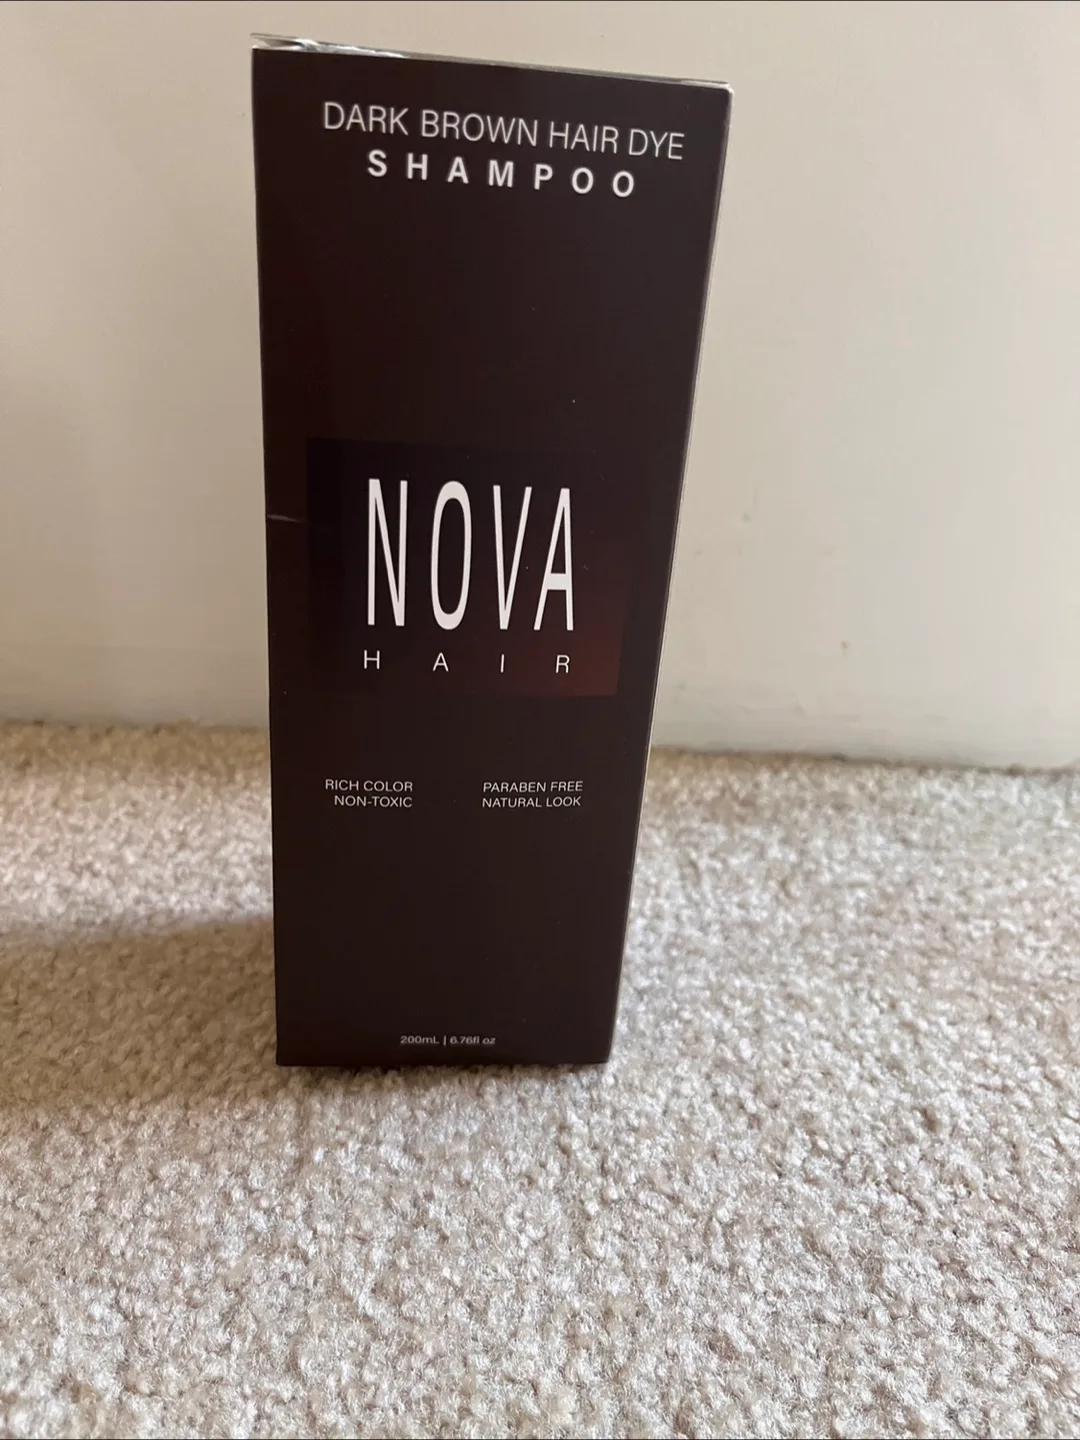 DARK BROWN HAIR DYE
SHAMPOO
NOVA
HAIR
RICH COLOR
NON-TOXIC
PARABEN FREE
NATURAL LOOK
200mL | 6.76fl oz